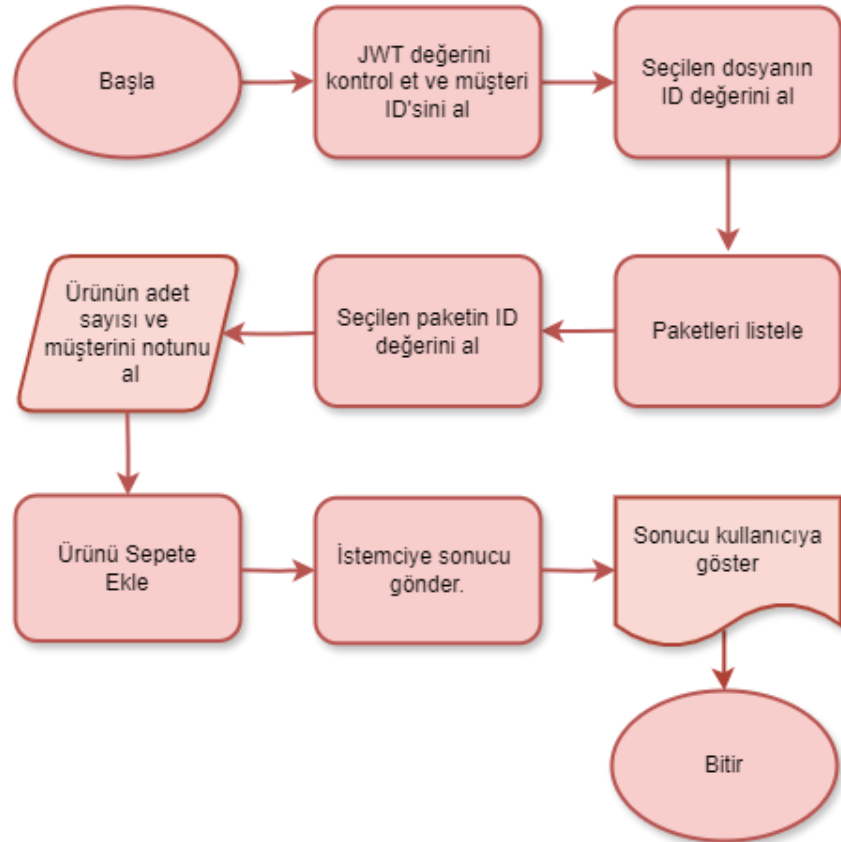 Başla
JWT değerini
kontrol et ve müşteri
ID'sini al
Seçilen dosyanın
ID değerini al
Ürünün adet
sayısı ve
müşterini notunu
al
Seçilen paketin ID
değerini al
Paketleri listele
Ürünü Sepete
Ekle
İstemciye sonucu
gönder.
Sonucu kullanıcıya
göster
Bitir